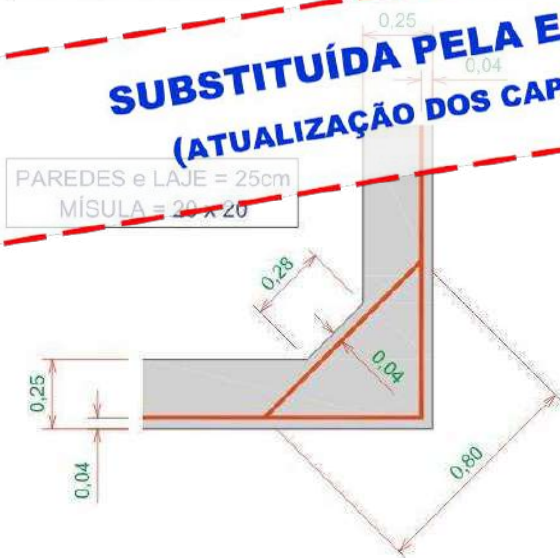 0,25
SUBSTITUÍDA PELA E
0,04
(ATUALIZAÇÃO DOS CAP
PAREDES e LAJE = 25cm
MÍSULA = 20 x 20
0,28
0,04
0,25
0,04
0,80